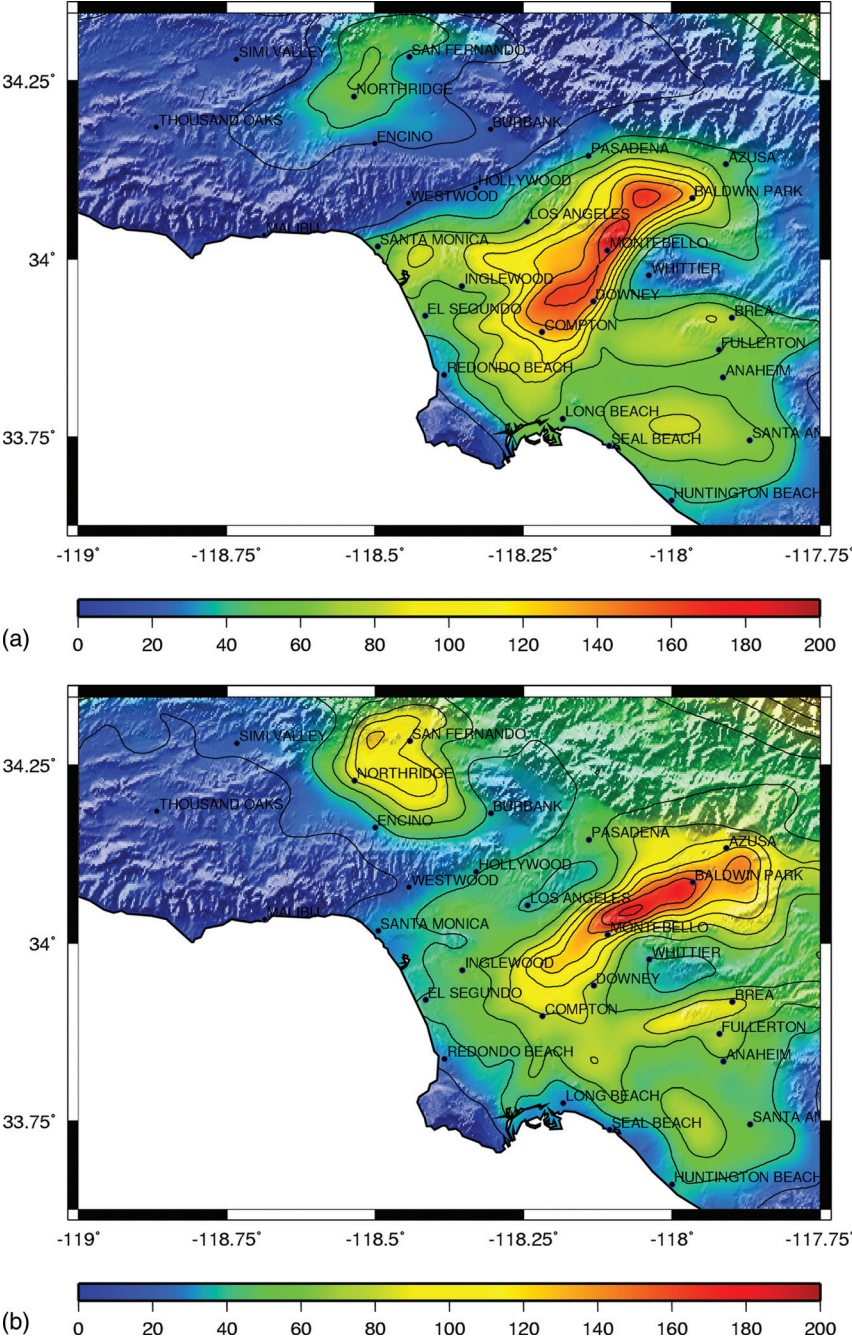 34.25˚
34˚
33.75˚
SIMI VALLEY
SAN FERNANDO
NORTHRIDGE
THOUSAND OAKS
BURBANK
ENCINO
PASADENA
AZUSA
HOLLYWOOD
WESTWOOD
BALDWIN PARK
LOS ANGELES
MALIBU
SANTA MONICA
MONTEBELLO
WHITTIER
INGLEWOOD
DOWNEY
EL SEGUNDO
COMPTON
BREA
FULLERTON
REDONDO BEACH
ANAHEIM
LONG BEACH
SEAL BEACH
SANTA AN
HUNTINGTON BEACH
-119˚ -118.75˚ -118.5˚ -118.25˚ -118˚ -117.75˚
(a)
0 20 40 60 80 100 120 140 160 180 200
34.25˚
34˚
33.75˚
SIMI VALLEY
SAN FERNANDO
NORTHRIDGE
THOUSAND OAKS
BURBANK
ENCINO
PASADENA
AZUSA
HOLLYWOOD
WESTWOOD
BALDWIN PARK
LOS ANGELES
MALIBU
SANTA MONICA
MONTEBELLO
WHITTIER
INGLEWOOD
DOWNEY
EL SEGUNDO
COMPTON
BREA
FULLERTON
REDONDO BEACH
ANAHEIM
LONG BEACH
SEAL BEACH
SANTA AN
HUNTINGTON BEACH
-119˚ -118.75˚ -118.5˚ -118.25˚ -118˚ -117.75˚
(b)
0 20 40 60 80 100 120 140 160 180 200